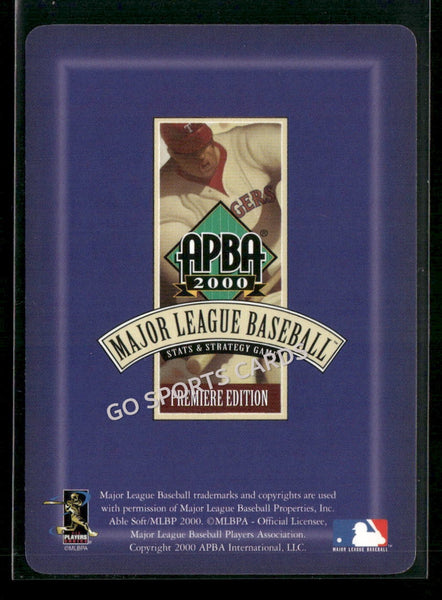 T
GERS
APBA®
2000
MAJOR LEAGUE BASEBALL™
STATS & STRATEGY GAME
GO SPORTS CARDS
PREMIERE EDITION
Major League Baseball trademarks and copyrights are used
with permission of Major League Baseball Properties, Inc.
Able Soft/MLBP 2000. ©MLBPA - Official Licensee,
Major League Baseball Players Association.
Copyright 2000 APBA International, LLC.
PLAYERS
CHOICE
©MLBPA
MAJOR LEAGUE BASEBALL